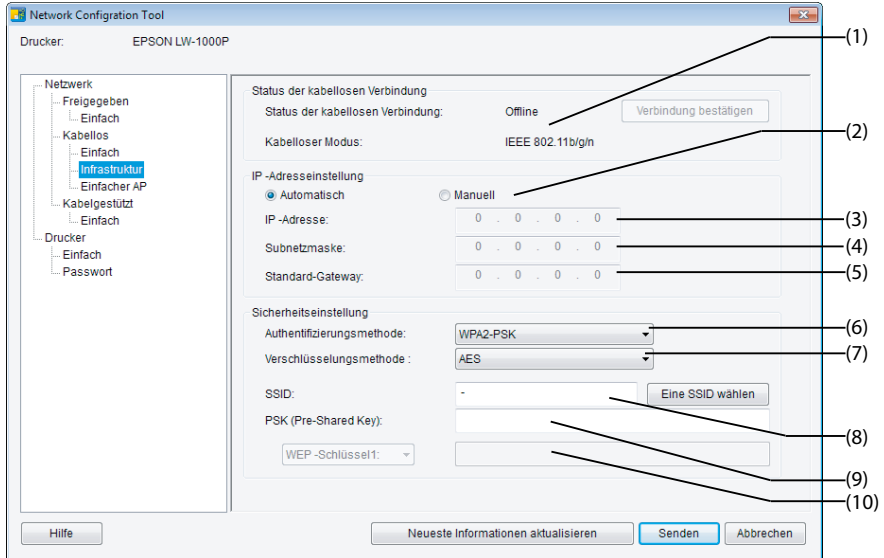 Network Configration Tool
Drucker: EPSON LW-1000P
Netzwerk
Freigegeben
Einfach
Kabellos
Einfach
Infrastruktur
Einfacher AP
Kabelgestützt
Einfach
Drucker
Einfach
Passwort
Status der kabellosen Verbindung
Status der kabellosen Verbindung: Offline Verbindung bestätigen
Kabelloser Modus: IEEE 802.11b/g/n
(1)
IP -Adresseinstellung
Automatisch Manuell
(2)
IP -Adresse: 0 . 0 . 0 . 0 (3)
Subnetzmaske: 0 . 0 . 0 . 0 (4)
Standard-Gateway: 0 . 0 . 0 . 0 (5)
Sicherheitseinstellung
Authentifizierungsmethode: WPA2-PSK (6)
Verschlüsselungsmethode : AES (7)
SSID: - Eine SSID wählen
(8)
PSK (Pre-Shared Key):
(9)
WEP -Schlüssel1:
(10)
Hilfe Neueste Informationen aktualisieren Senden Abbrechen